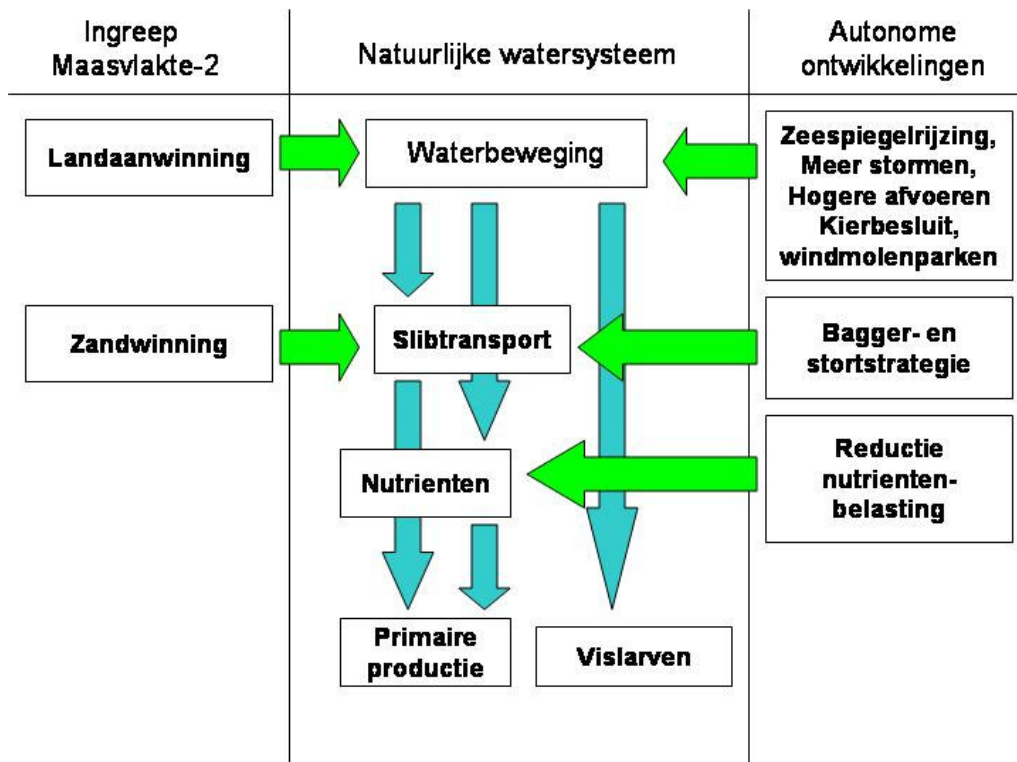 Ingreep
Maasvlakte-2
Natuurlijke watersysteem
Autonome
ontwikkelingen
Landaanwinning
Waterbeweging
Zeespiegelrijzing,
Meer stormen,
Hogere afvoeren
Kierbesluit,
windmolenparken
Zandwinning
Slibtransport
Bagger- en
stortstrategie
Nutrienten
Reductie
nutrienten-
belasting
Primaire
productie
Vislarven